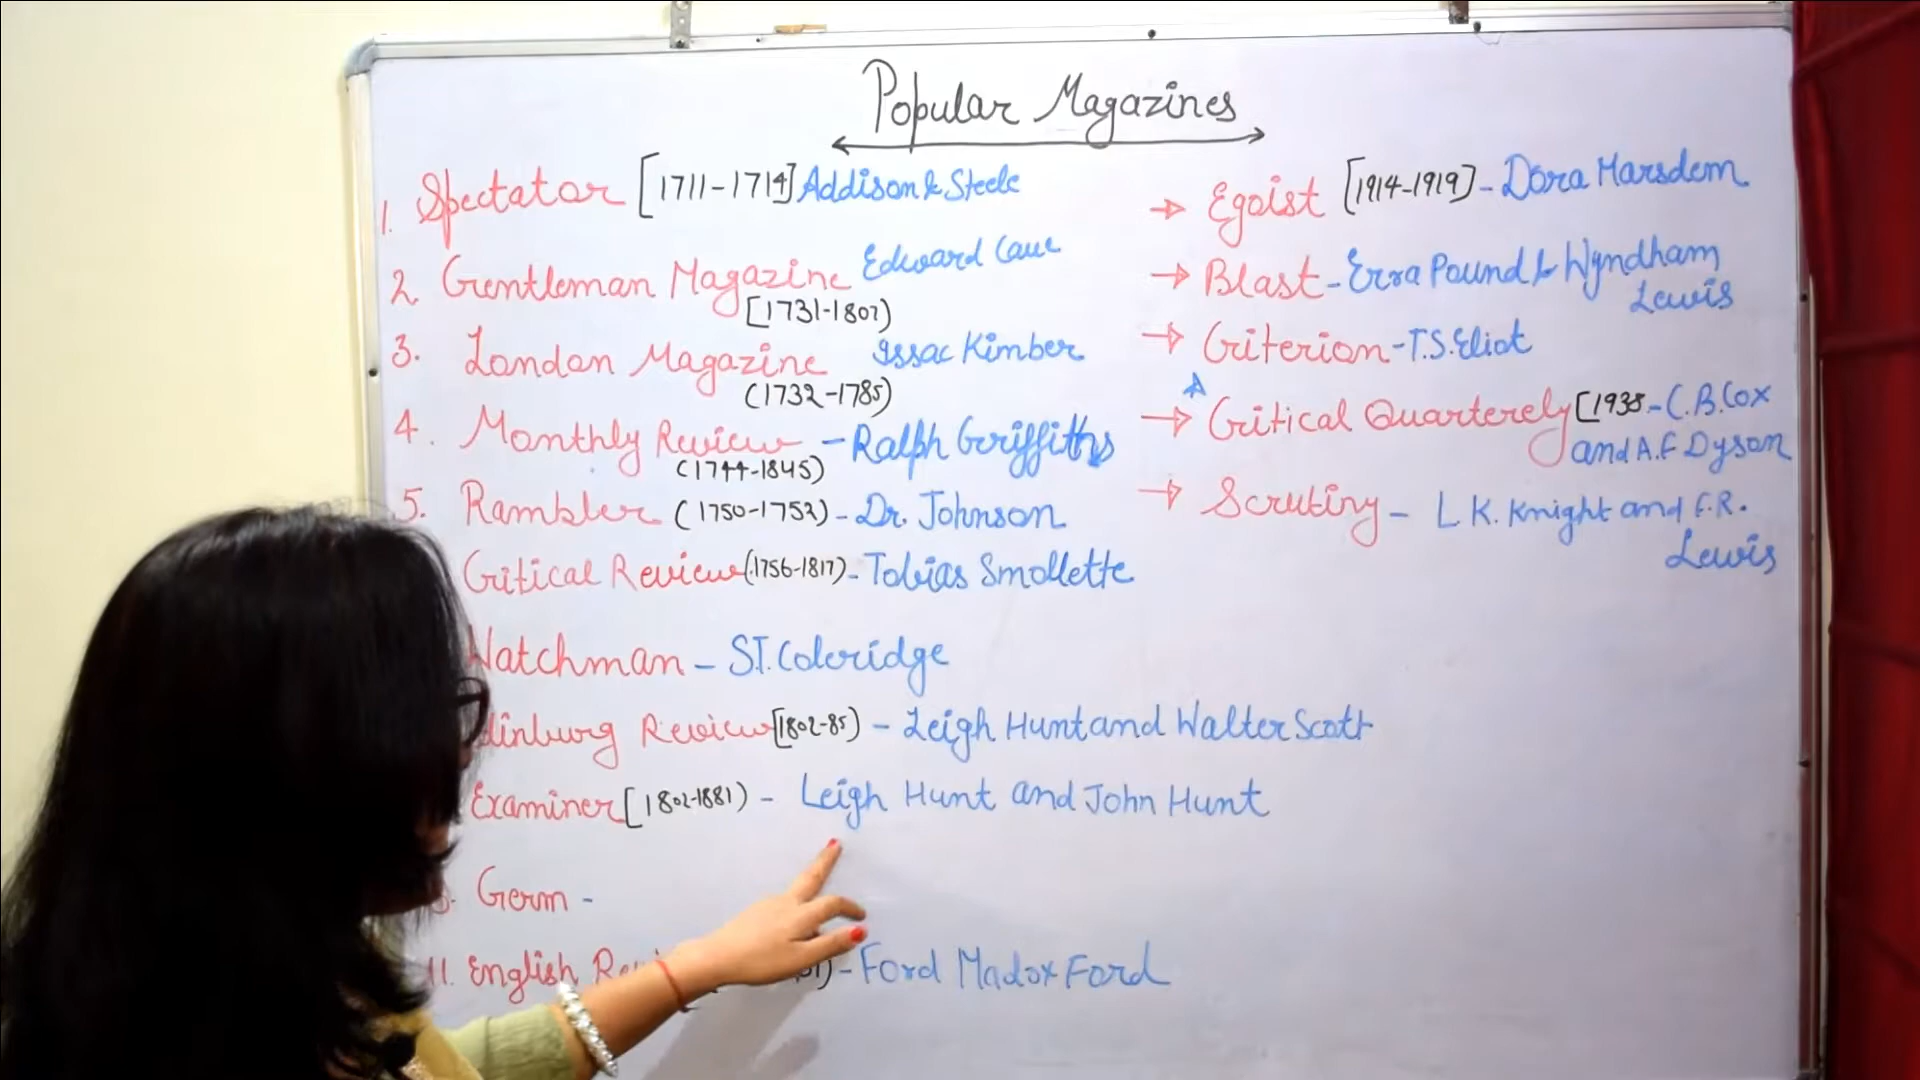 Popular Magazines
1. Spectator [1711-1714] Addison & Steele
2. Gentleman Magazine Edward Cave
[1731-1807)
3. London Magazine Issac Kimber
(1732-1785)
4. Monthly Review - Ralph Griffiths
(1744-1845)
5. Rambler (1750-1752) - Dr. Johnson
Critical Review (1756-1817) - Tobias Smollette
Watchman - S.T. Coleridge
dinburg Review [1802-85) - Leigh Hunt and Walter Scott
Examiner [1802-1881) - Leigh Hunt and John Hunt
Germ -
11. English - Ford Madox Ford
→ Egoist [1914-1919] - Dora Marsdem
→ Blast - Ezra Pound & Wyndham
Lewis
→ Criterion - T.S. Eliot
→ Critical Quarterely [1938 - C.B. Cox
and A.F Dyson
→ Scrutiny - L.K. Knight and F.R.
Lewis